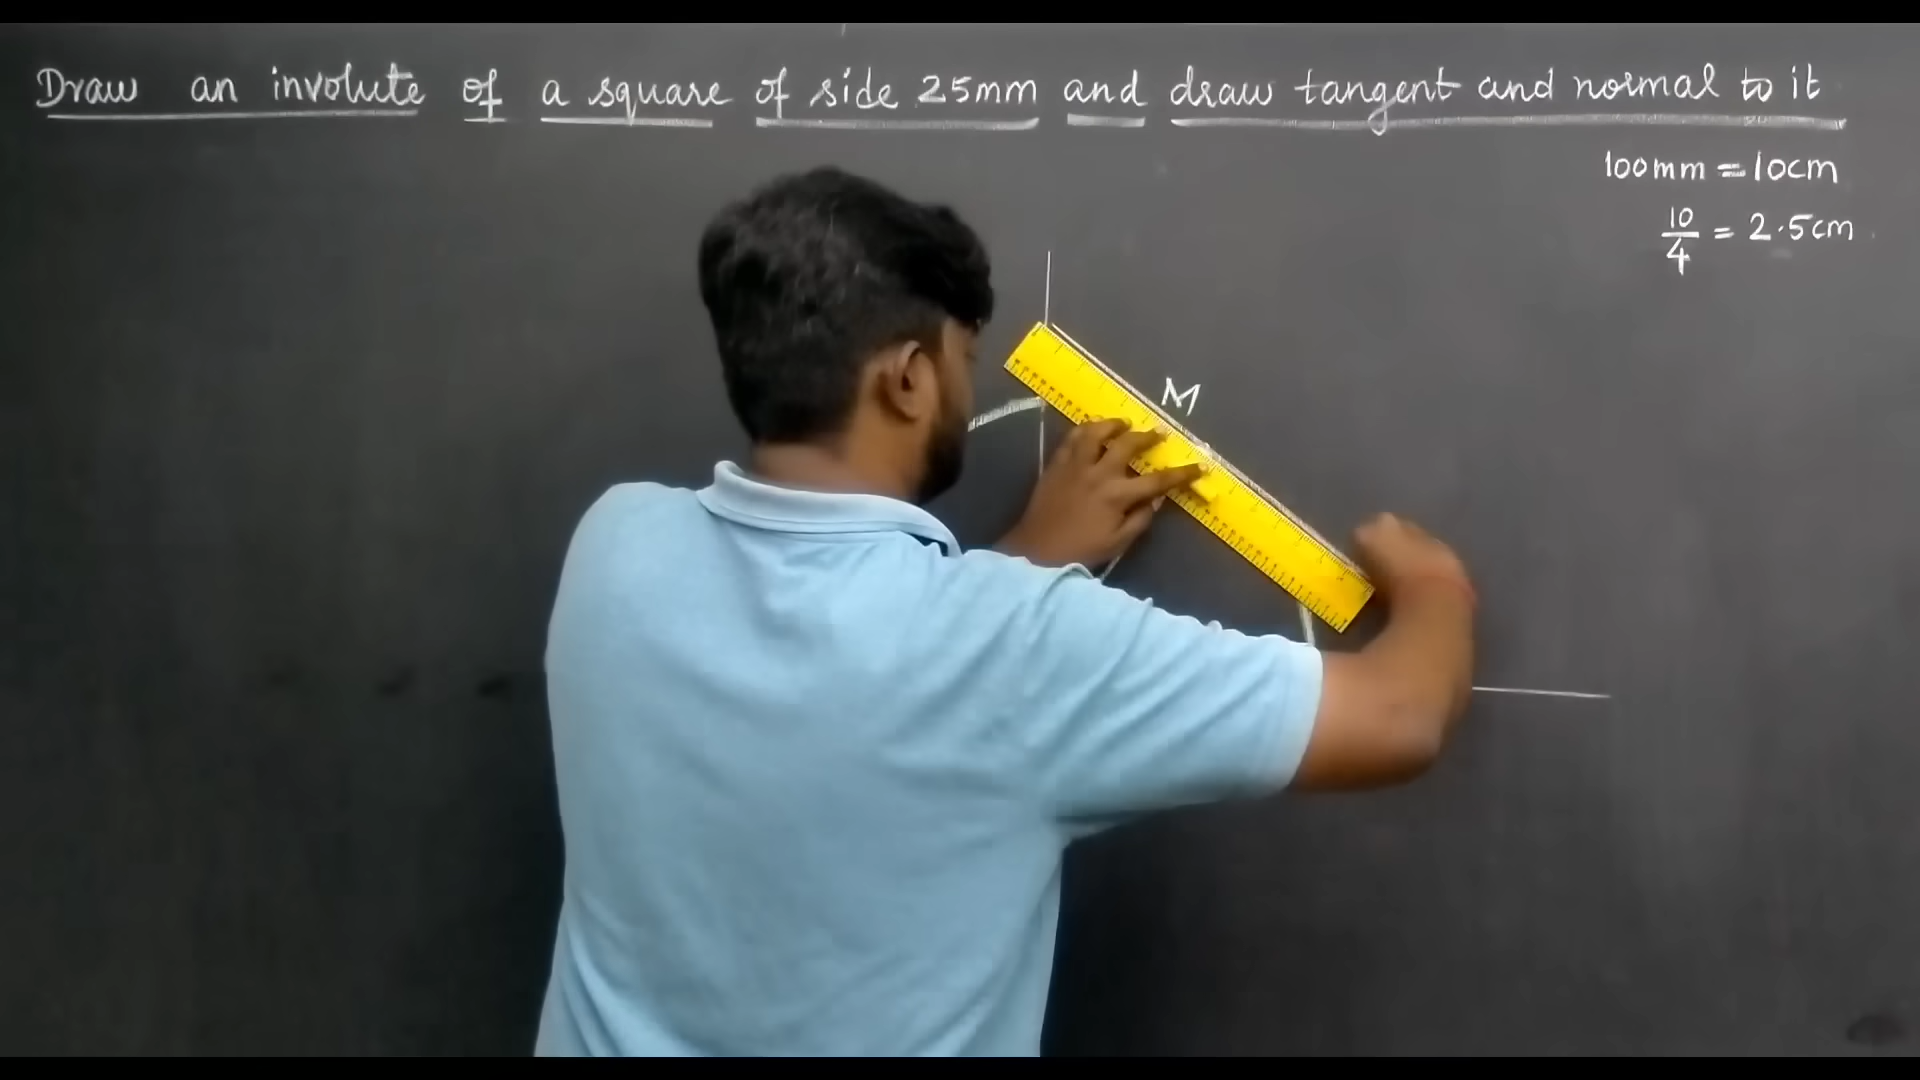 Draw an involute of a square of side 25mm and draw tangent and normal to it
100mm = 10cm
10/4 = 2.5cm
M